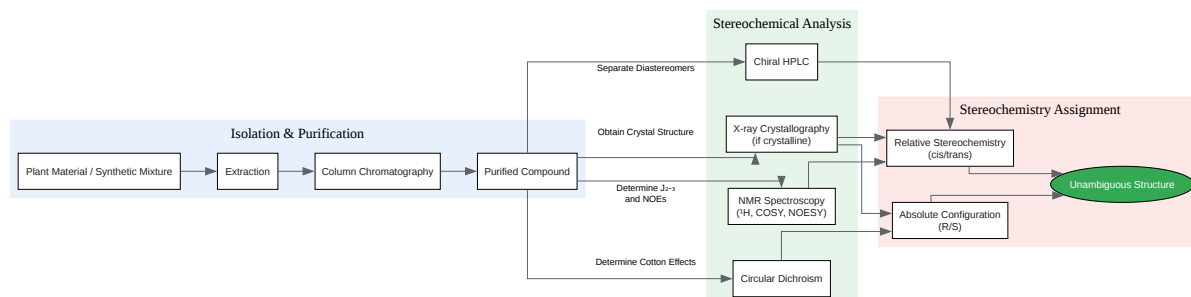 Stereochemical Analysis
Chiral HPLC
Separate Diastereomers
Stereochemistry Assignment
Isolation & Purification
Obtain Crystal Structure
X-ray Crystallography
(if crystalline)
Relative Stereochemistry
(cis/trans)
Plant Material / Synthetic Mixture
Extraction
Column Chromatography
Purified Compound
Unambiguous Structure
Determine J₂-₃
and NOEs
NMR Spectroscopy
(¹H, COSY, NOESY)
Absolute Configuration
(R/S)
Determine Cotton Effects
Circular Dichroism